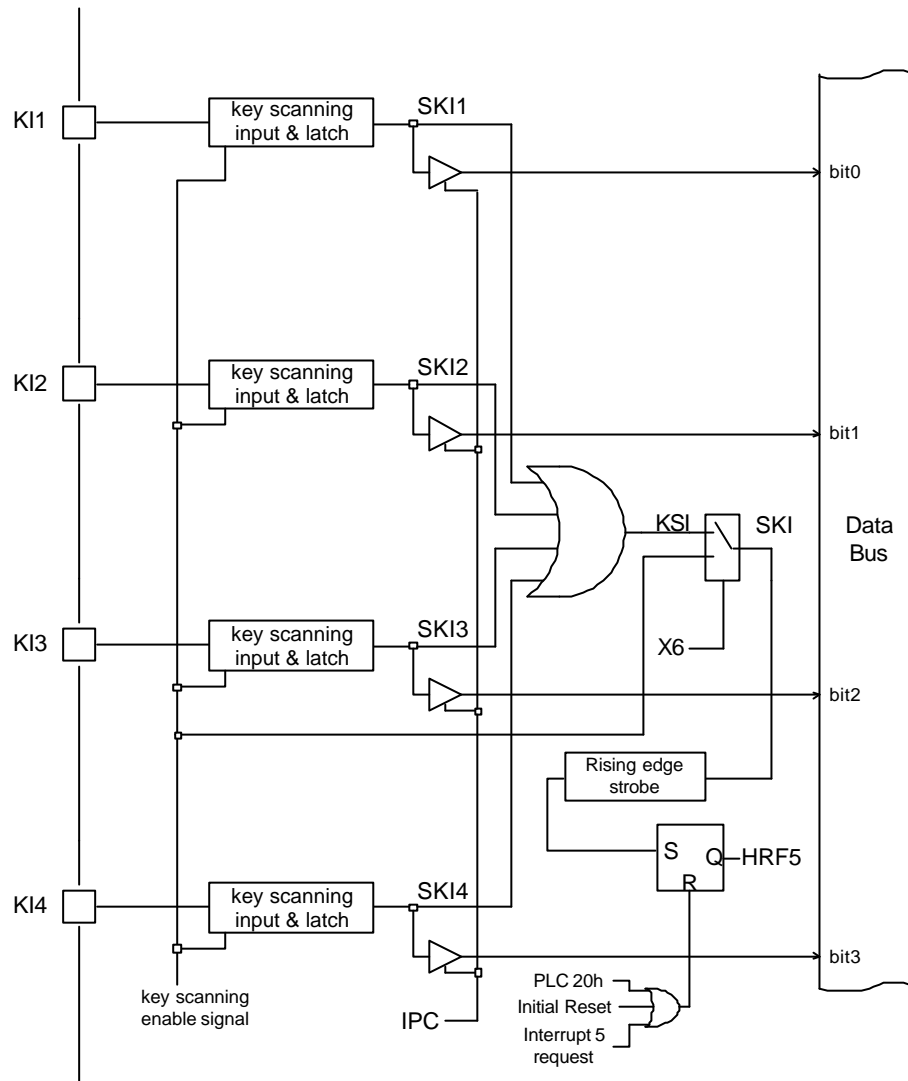 KI1
key scanning
input & latch
SKI1
bit0
KI2
key scanning
input & latch
SKI2
bit1
KSI
SKI
Data
Bus
X6
KI3
key scanning
input & latch
SKI3
bit2
Rising edge
strobe
S
Q
HRF5
R
KI4
key scanning
input & latch
SKI4
bit3
key scanning
enable signal
IPC
PLC 20h
Initial Reset
Interrupt 5
request